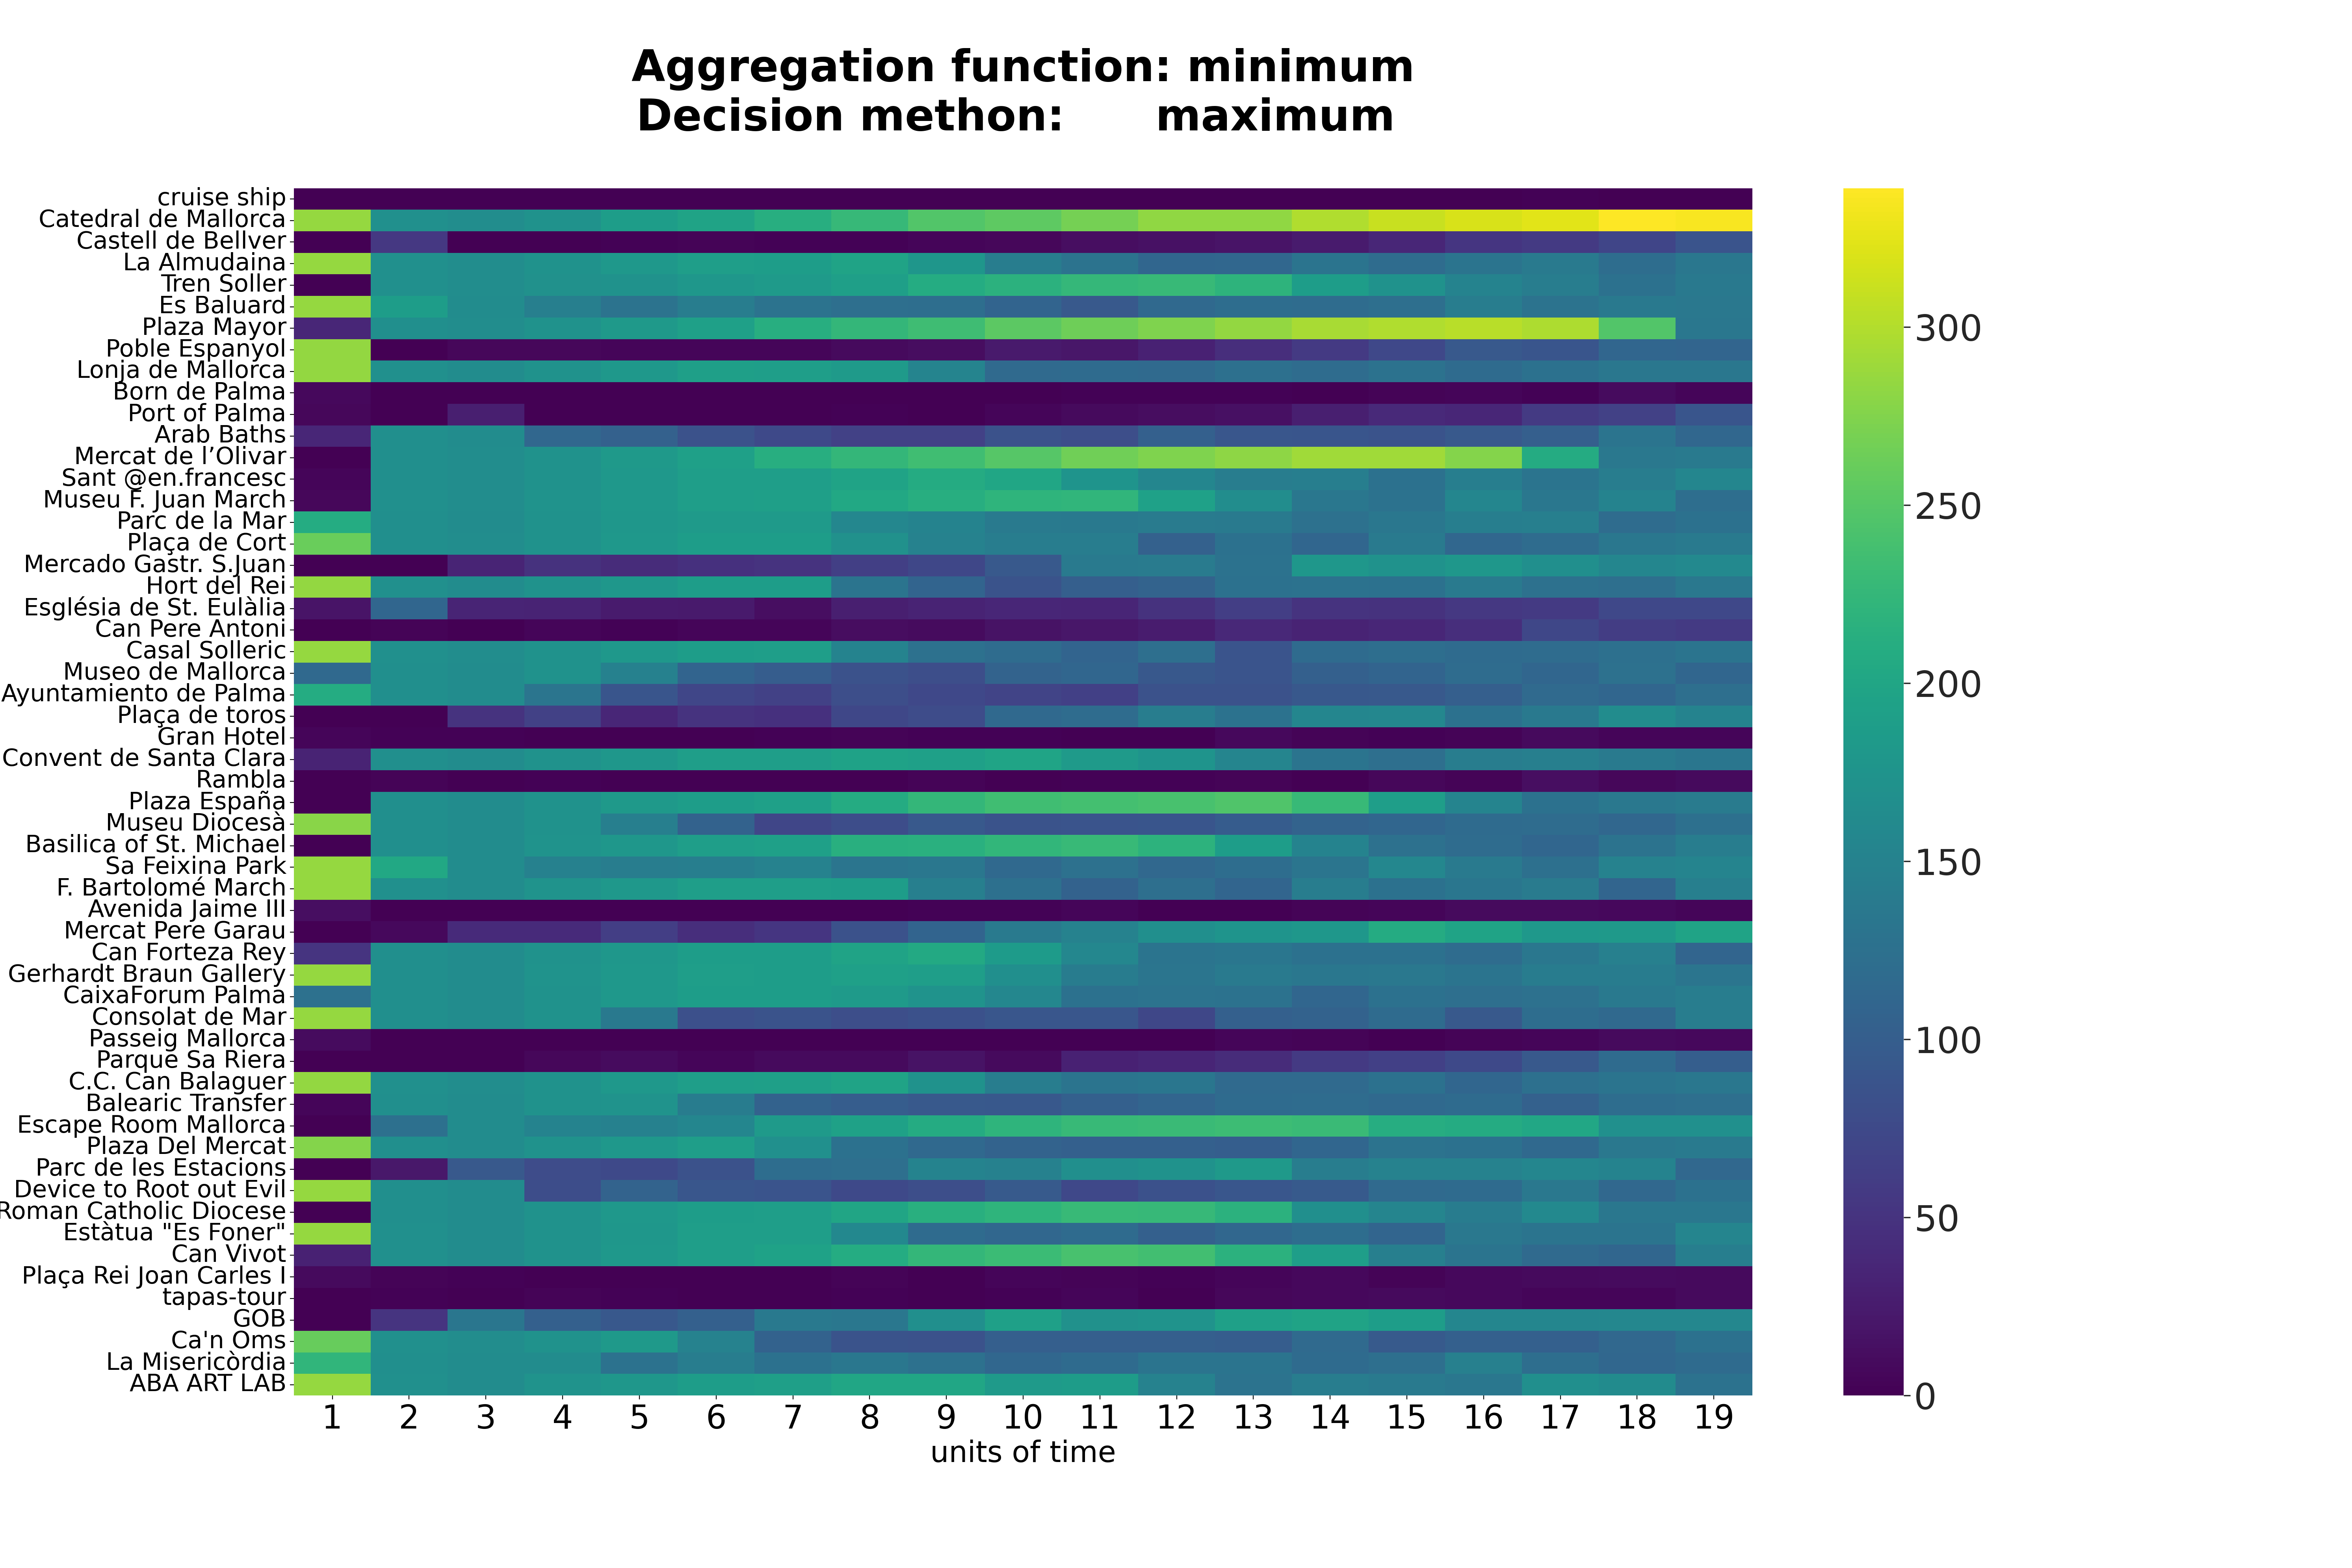 Aggregation function: minimum
Decision methon: maximum
cruise ship
Catedral de Mallorca
Castell de Bellver
La Almudaina
Tren Soller
Es Baluard
Plaza Mayor
Poble Espanyol
Lonja de Mallorca
Born de Palma
Port of Palma
Arab Baths
Mercat de l’Olivar
Sant @en.francesc
Museu F. Juan March
Parc de la Mar
Plaça de Cort
Mercado Gastr. S.Juan
Hort del Rei
Església de St. Eulàlia
Can Pere Antoni
Casal Solleric
Museo de Mallorca
Ayuntamiento de Palma
Plaça de toros
Gran Hotel
Convent de Santa Clara
Rambla
Plaza España
Museu Diocesà
Basilica of St. Michael
Sa Feixina Park
F. Bartolomé March
Avenida Jaime III
Mercat Pere Garau
Can Forteza Rey
Gerhardt Braun Gallery
CaixaForum Palma
Consolat de Mar
Passeig Mallorca
Parque Sa Riera
C.C. Can Balaguer
Balearic Transfer
Escape Room Mallorca
Plaza Del Mercat
Parc de les Estacions
Device to Root out Evil
Roman Catholic Diocese
Estàtua "Es Foner"
Can Vivot
Plaça Rei Joan Carles I
tapas-tour
GOB
Ca'n Oms
La Misericòrdia
ABA ART LAB
1 2 3 4 5 6 7 8 9 10 11 12 13 14 15 16 17 18 19
units of time
300
250
200
150
100
50
0